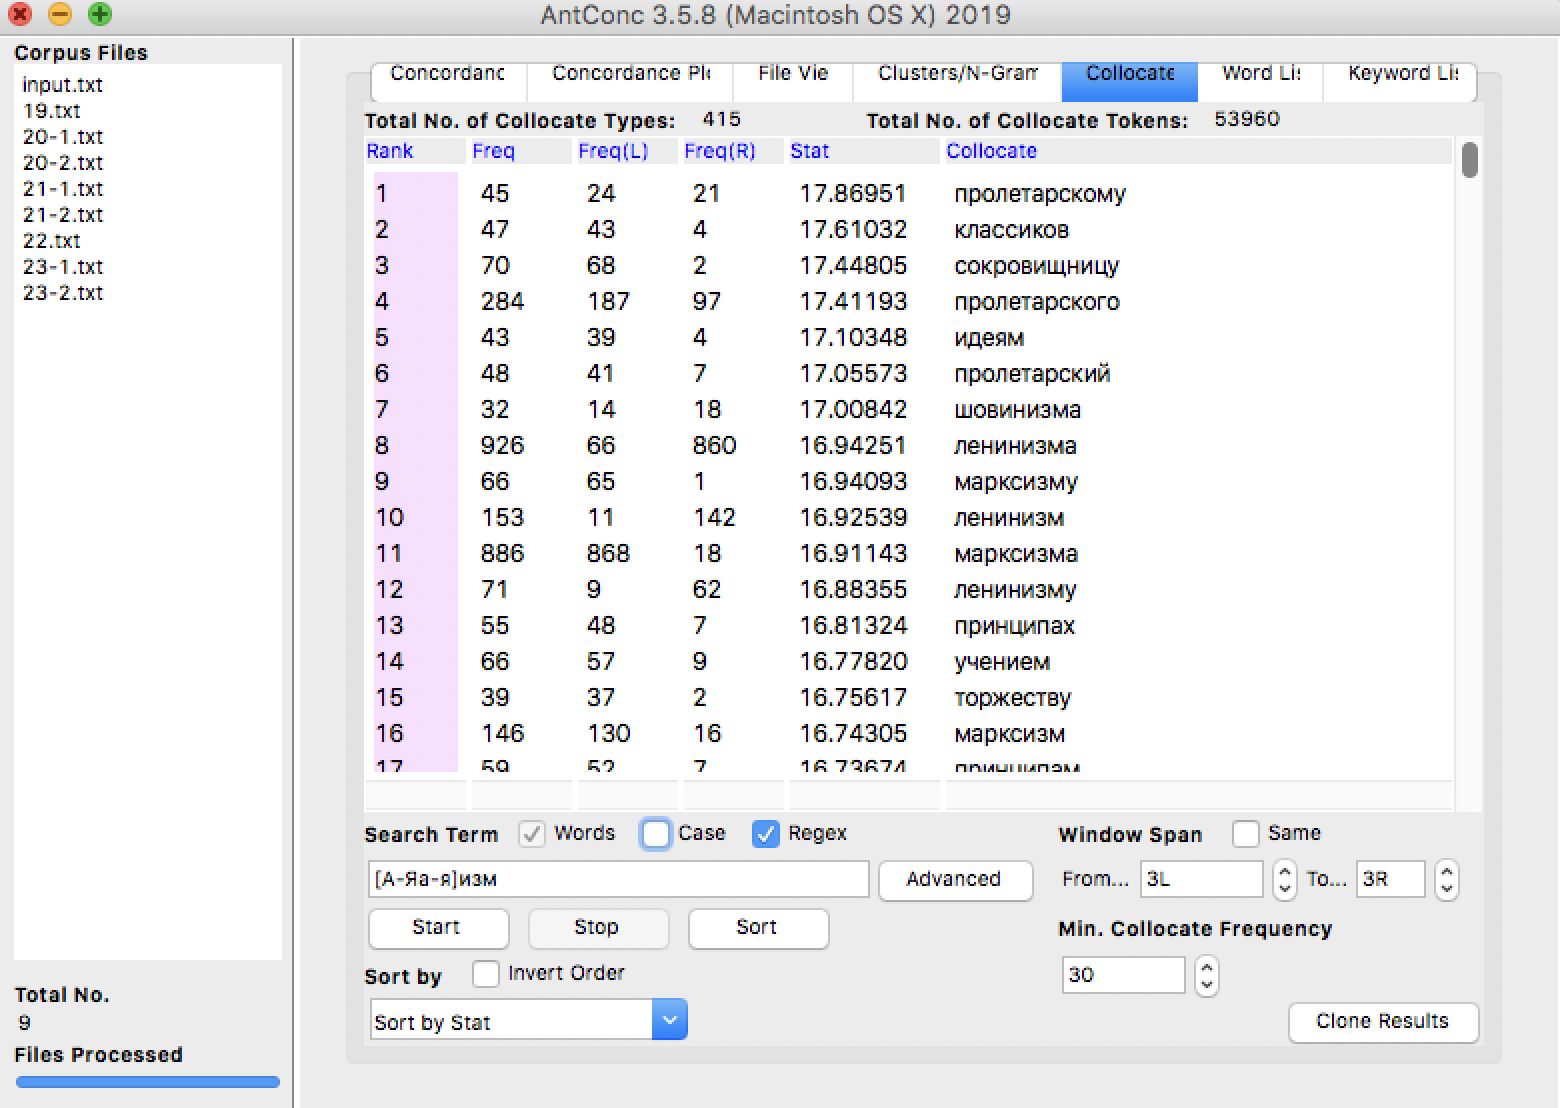 AntConc 3.5.8 (Macintosh OS X) 2019
Corpus Files
input.txt
19.txt
20-1.txt
20-2.txt
21-1.txt
21-2.txt
22.txt
23-1.txt
23-2.txt
Total No.
9
Files Processed
Concordanc Concordance Plo File Vie Clusters/N-Gram Collocate Word Lis Keyword Lis
Total No. of Collocate Types: 415 Total No. of Collocate Tokens: 53960
Rank Freq Freq(L) Freq(R) Stat Collocate
1 45 24 21 17.86951 пролетарскому
2 47 43 4 17.61032 классиков
3 70 68 2 17.44805 сокровищницу
4 284 187 97 17.41193 пролетарского
5 43 39 4 17.10348 идеям
6 48 41 7 17.05573 пролетарский
7 32 14 18 17.00842 шовинизма
8 926 66 860 16.94251 ленинизма
9 66 65 1 16.94093 марксизму
10 153 11 142 16.92539 ленинизм
11 886 868 18 16.91143 марксизма
12 71 9 62 16.88355 ленинизму
13 55 48 7 16.81324 принципах
14 66 57 9 16.77820 учением
15 39 37 2 16.75617 торжеству
16 146 130 16 16.74305 марксизм
17 59 52 7 16.73674 принципам
Search Term Words Case Regex Window Span Same
[А-Яа-я]изм Advanced From... 3L To... 3R
Start Stop Sort Min. Collocate Frequency
Sort by Invert Order 30
Sort by Stat Clone Results